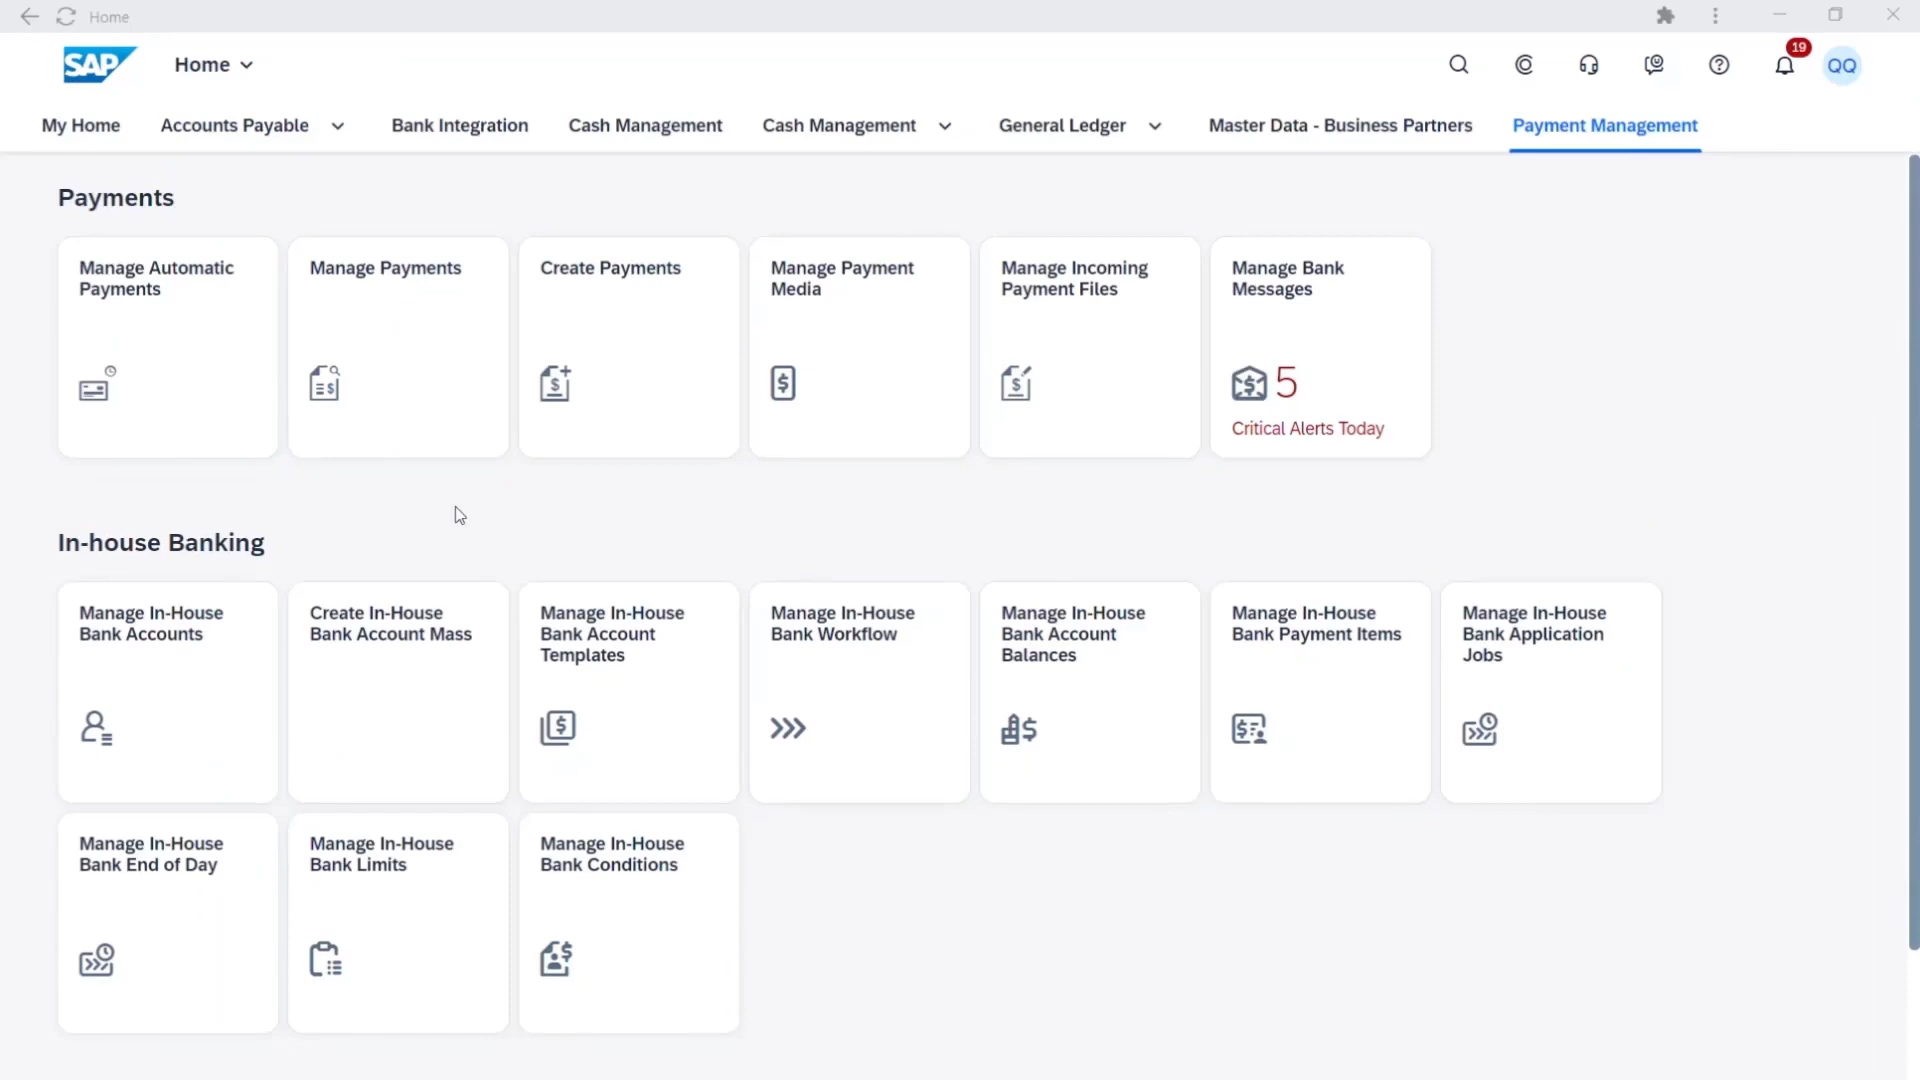 Home
SAP
Home
19
QQ
My Home
Accounts Payable
Bank Integration
Cash Management
Cash Management
General Ledger
Master Data - Business Partners
Payment Management
Payments
Manage Automatic
Payments
Manage Payments
Create Payments
Manage Payment
Media
Manage Incoming
Payment Files
Manage Bank
Messages
5
Critical Alerts Today
In-house Banking
Manage In-House
Bank Accounts
Create In-House
Bank Account Mass
Manage In-House
Bank Account
Templates
Manage In-House
Bank Workflow
Manage In-House
Bank Account
Balances
Manage In-House
Bank Payment Items
Manage In-House
Bank Application
Jobs
Manage In-House
Bank End of Day
Manage In-House
Bank Limits
Manage In-House
Bank Conditions